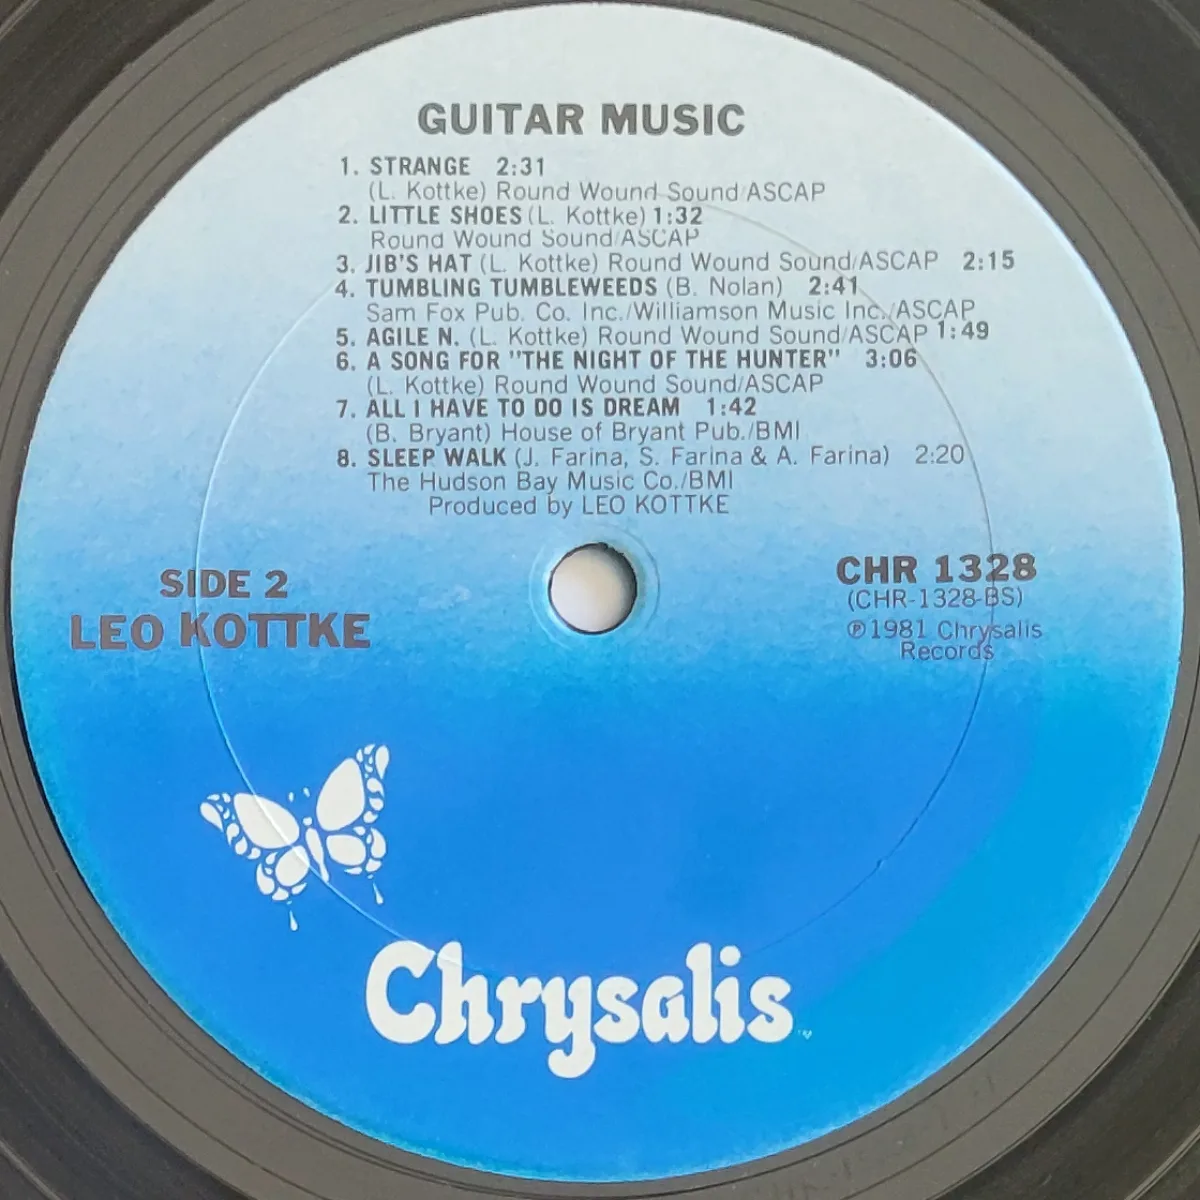 GUITAR MUSIC
1. STRANGE 2:31
(L. Kottke) Round Wound Sound/ASCAP
2. LITTLE SHOES (L. Kottke) 1:32
Round Wound Sound/ASCAP
3. JIB'S HAT (L. Kottke) Round Wound Sound/ASCAP 2:15
4. TUMBLING TUMBLEWEEDS (B. Nolan) 2:41
Sam Fox Pub. Co. Inc./Williamson Music Inc./ASCAP
5. AGILE N. (L. Kottke) Round Wound Sound/ASCAP 1:49
6. A SONG FOR "THE NIGHT OF THE HUNTER" 3:06
(L. Kottke) Round Wound Sound/ASCAP
7. ALL I HAVE TO DO IS DREAM 1:42
(B. Bryant) House of Bryant Pub./BMI
8. SLEEP WALK (J. Farina, S. Farina & A. Farina) 2:20
The Hudson Bay Music Co./BMI
Produced by LEO KOTTKE
SIDE 2
LEO KOTTKE
CHR 1328
(CHR-1328-BS)
℗1981 Chrysalis
Records
Chrysalis